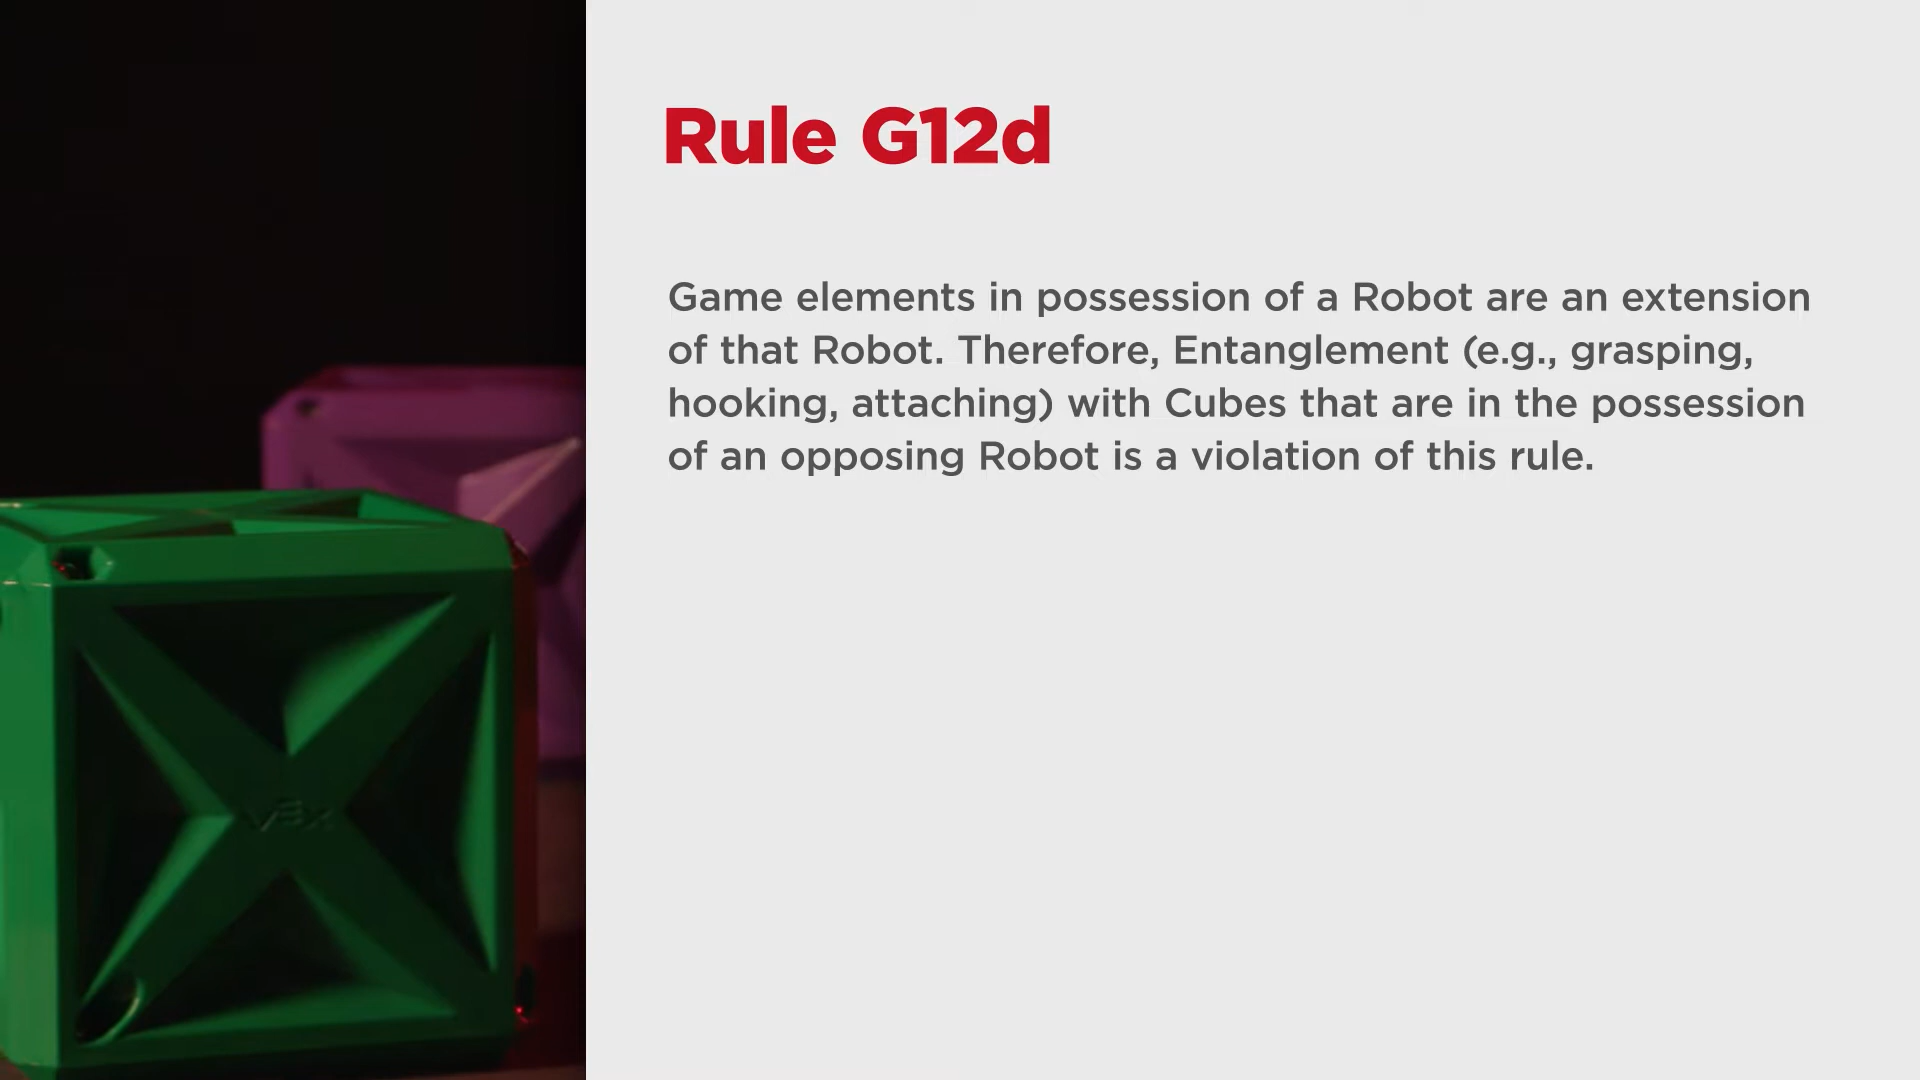 Rule G12d
Game elements in possession of a Robot are an extension
of that Robot. Therefore, Entanglement (e.g., grasping,
hooking, attaching) with Cubes that are in the possession
of an opposing Robot is a violation of this rule.
VEX